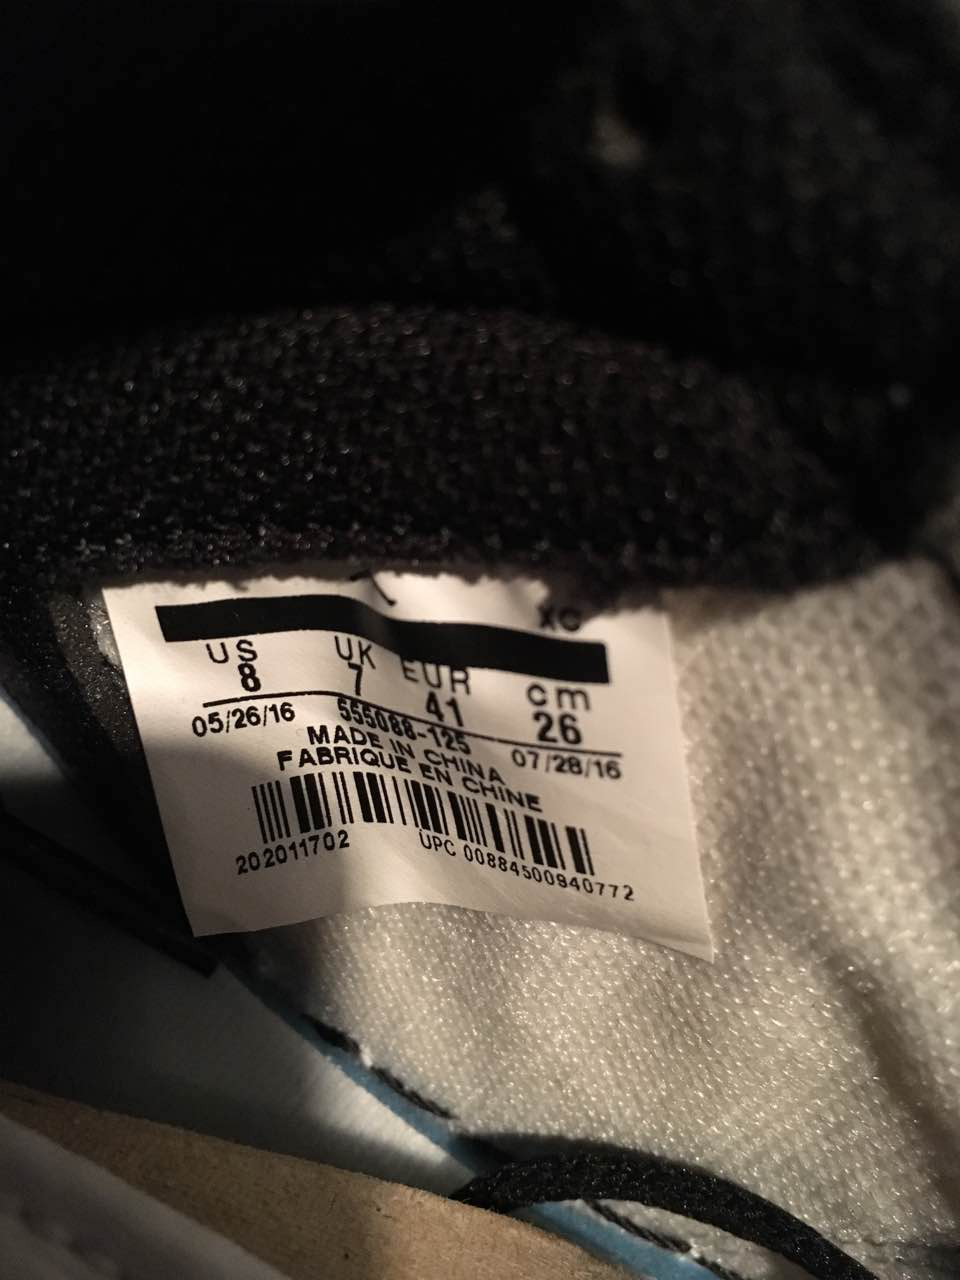 XC
US UK EUR cm
8 7 41 26
05/26/16 555088-125 07/28/16
MADE IN CHINA
FABRIQUE EN CHINE
202011702 UPC 00884500940772